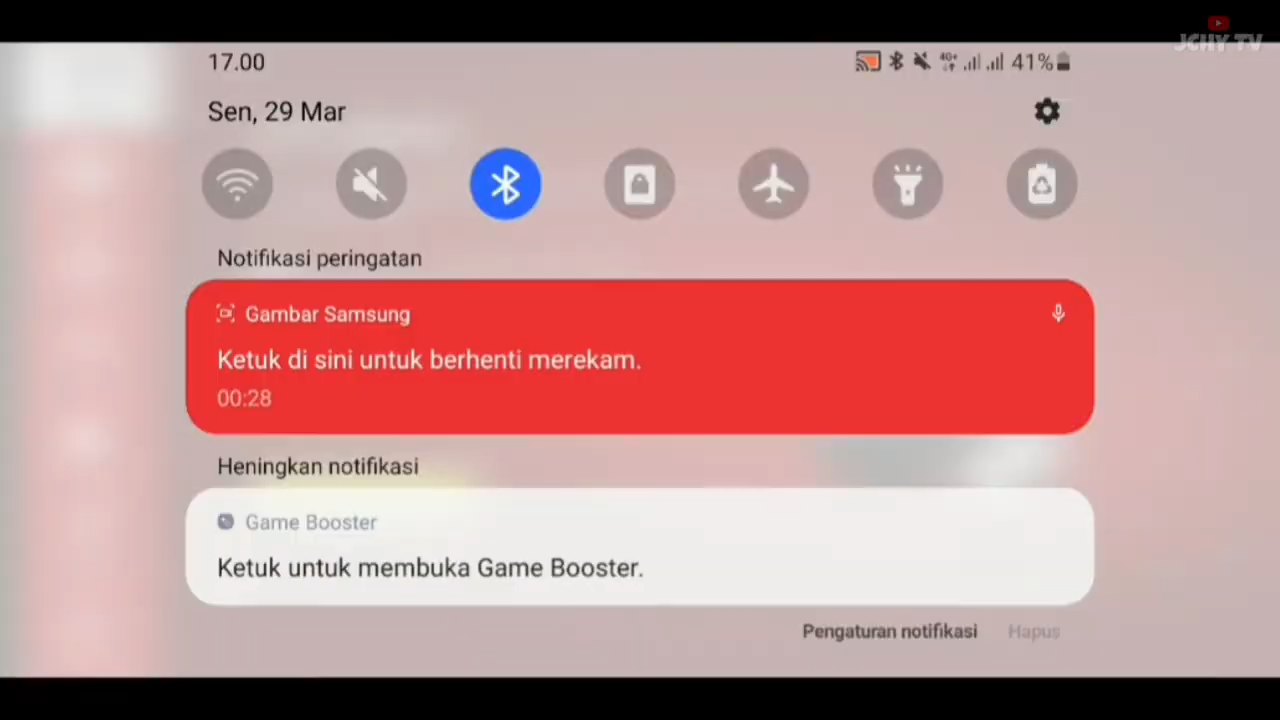 JCHY TV
17.00
4G+
41%
Sen, 29 Mar
Notifikasi peringatan
Gambar Samsung
Ketuk di sini untuk berhenti merekam.
00:28
Heningkan notifikasi
Game Booster
Ketuk untuk membuka Game Booster.
Pengaturan notifikasi
Hapus